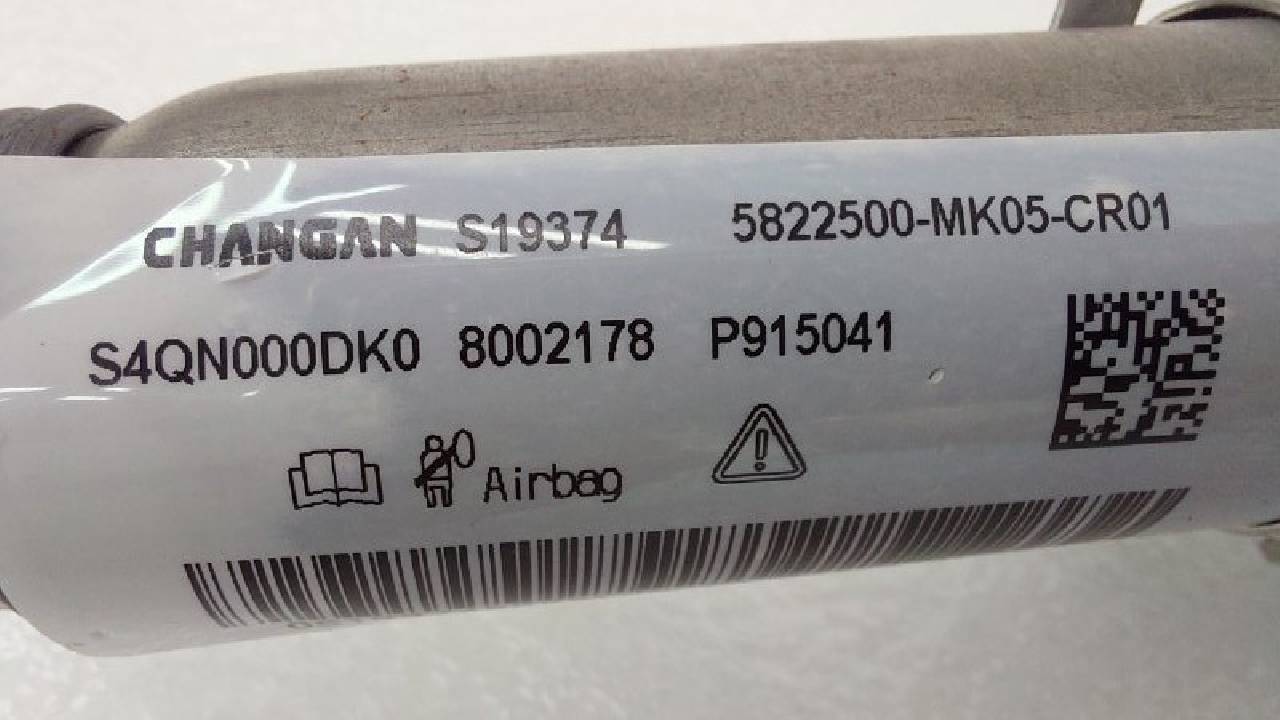 CHANGAN S19374 5822500-MK05-CR01
S4QN000DK0 8002178 P915041
Airbag